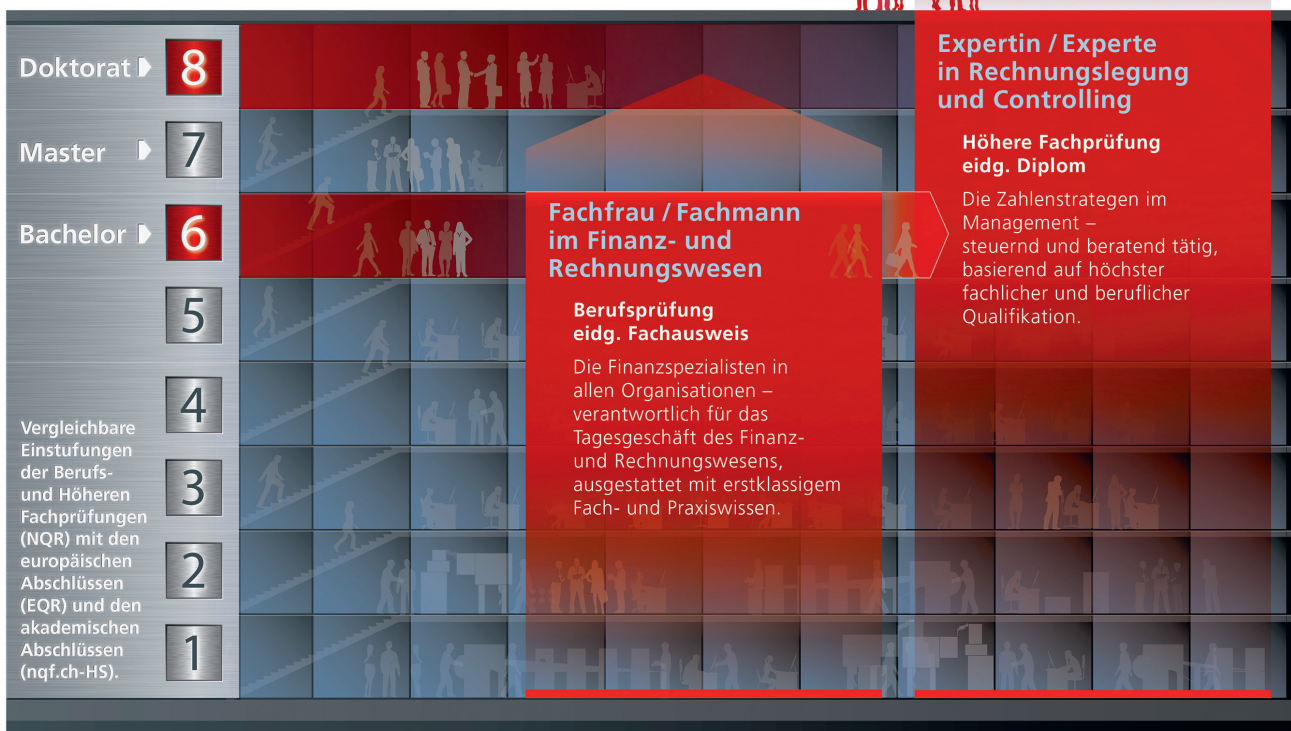 Doktorat
8
Master
7
Bachelor
6
5
4
3
2
1
Vergleichbare
Einstufungen
der Berufs-
und Höheren
Fachprüfungen
(NQR) mit den
europäischen
Abschlüssen
(EQR) und den
akademischen
Abschlüssen
(nqf.ch-HS).
Fachfrau / Fachmann
im Finanz- und
Rechnungswesen
Berufsprüfung
eidg. Fachausweis
Die Finanzspezialisten in
allen Organisationen –
verantwortlich für das
Tagesgeschäft des Finanz-
und Rechnungswesens,
ausgestattet mit erstklassigem
Fach- und Praxiswissen.
Expertin / Experte
in Rechnungslegung
und Controlling
Höhere Fachprüfung
eidg. Diplom
Die Zahlenstrategen im
Management –
steuernd und beratend tätig,
basierend auf höchster
fachlicher und beruflicher
Qualifikation.